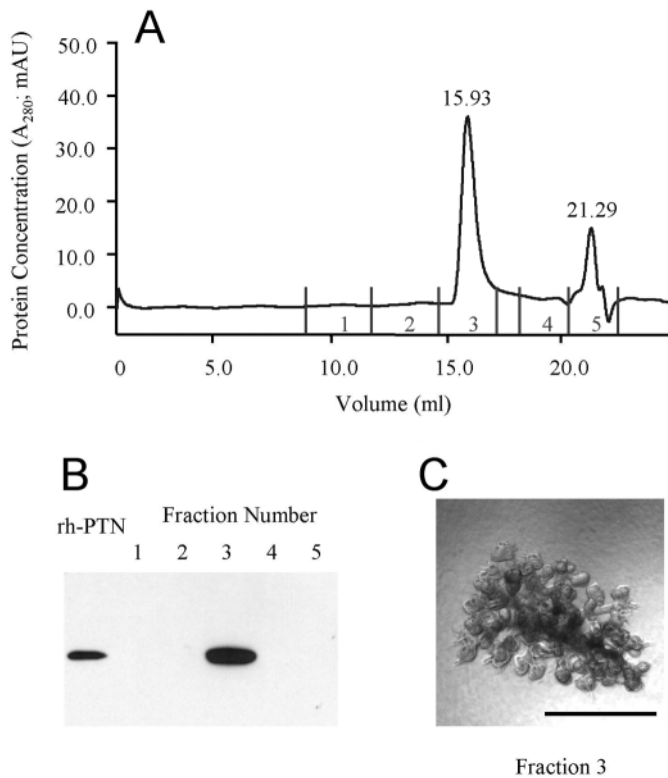 A
Protein Concentration (A280; mAU)
50.0
40.0
30.0
20.0
10.0
0.0
15.93
21.29
1 2 3 4 5
0 5.0 10.0 15.0 20.0
Volume (ml)
B
Fraction Number
rh-PTN
1 2 3 4 5
C
Fraction 3